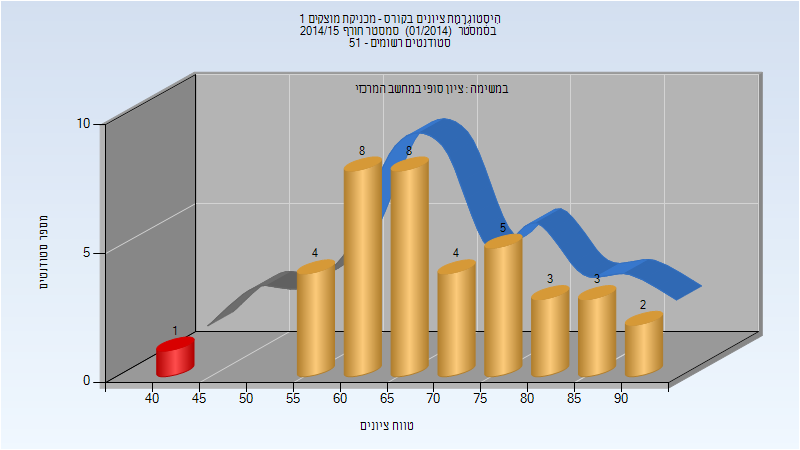 היסטוגרמת ציונים בקורס - מכניקת מוצקים 1
בסמסטר (01/2014) סמסטר חורף 2014/15
סטודנטים רשומים - 51
במשימה : ציון סופי במחשב המרכזי
מספר סטודנטים
10
5
0
1
4
8
8
4
5
3
3
2
40 45 50 55 60 65 70 75 80 85 90
טווח ציונים